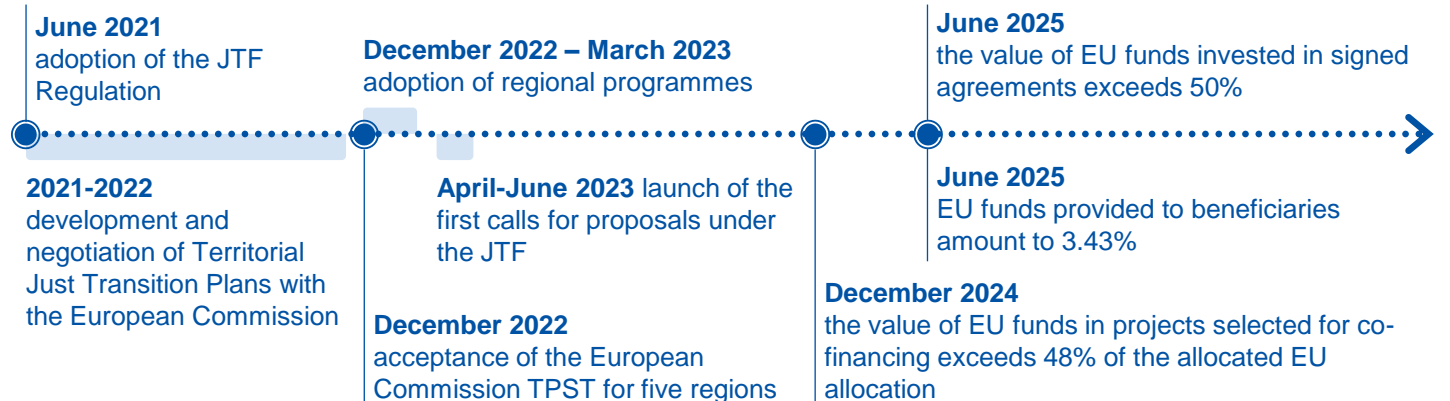 June 2021
adoption of the JTF
Regulation
December 2022 – March 2023
adoption of regional programmes
June 2025
the value of EU funds invested in signed
agreements exceeds 50%
2021-2022
development and
negotiation of Territorial
Just Transition Plans with
the European Commission
April-June 2023 launch of the
first calls for proposals under
the JTF
December 2022
acceptance of the European
Commission TPST for five regions
June 2025
EU funds provided to beneficiaries
amount to 3.43%
December 2024
the value of EU funds in projects selected for co-
financing exceeds 48% of the allocated EU
allocation